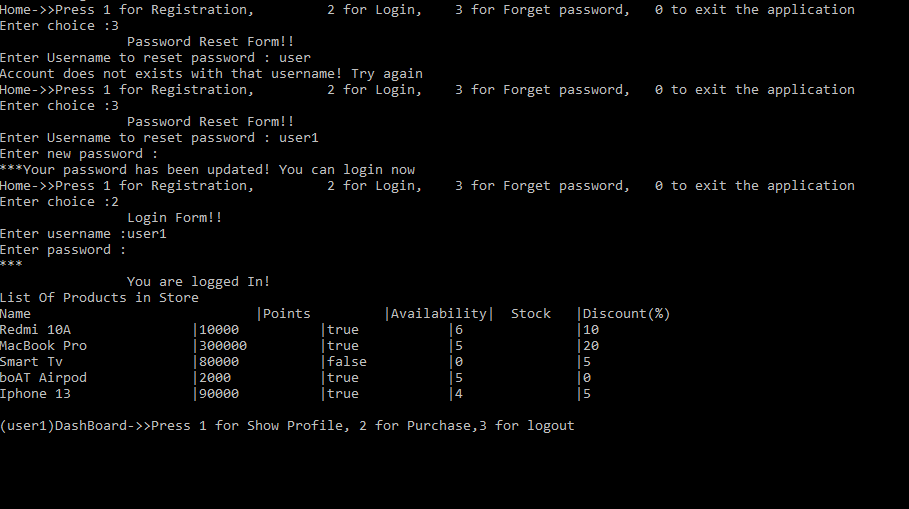 Home->>Press 1 for Registration, 2 for Login, 3 for Forget password, 0 to exit the application
Enter choice :3
Password Reset Form!!
Enter Username to reset password : user
Account does not exists with that username! Try again
Home->>Press 1 for Registration, 2 for Login, 3 for Forget password, 0 to exit the application
Enter choice :3
Password Reset Form!!
Enter Username to reset password : user1
Enter new password :
***Your password has been updated! You can login now
Home->>Press 1 for Registration, 2 for Login, 3 for Forget password, 0 to exit the application
Enter choice :2
Login Form!!
Enter username :user1
Enter password :
***
You are logged In!
List Of Products in Store
Name |Points |Availability| Stock |Discount(%)
Redmi 10A |10000 |true |6 |10
MacBook Pro |300000 |true |5 |20
Smart Tv |80000 |false |0 |5
boAT Airpod |2000 |true |5 |0
Iphone 13 |90000 |true |4 |5
(user1)DashBoard->>Press 1 for Show Profile, 2 for Purchase,3 for logout